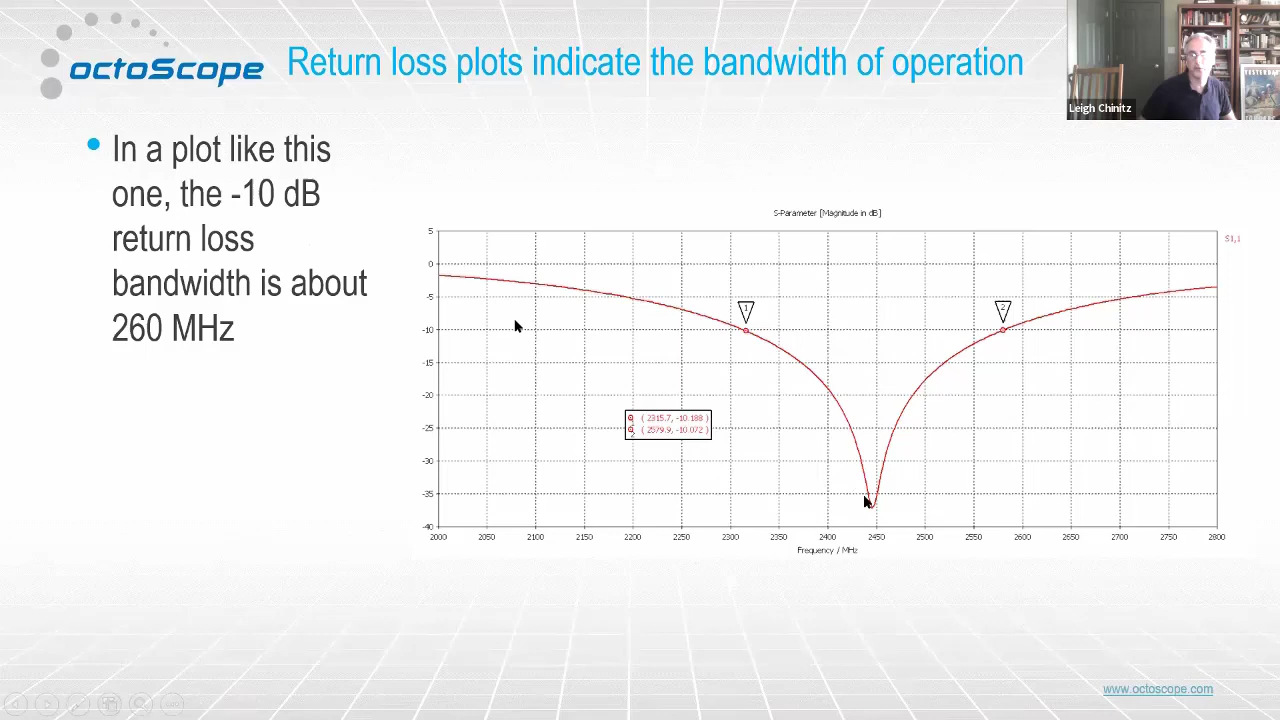 octoScope
Return loss plots indicate the bandwidth of operation
Leigh Chinitz
In a plot like this
one, the -10 dB
return loss
bandwidth is about
260 MHz
S-Parameter [Magnitude in dB]
S1,1
5
0
-5
-10
-15
-20
-25
-30
-35
-40
1
2
1 ( 2315.7, -10.188 )
2 ( 2579.9, -10.072 )
2000 2050 2100 2150 2200 2250 2300 2350 2400 2450 2500 2550 2600 2650 2700 2750 2800
Frequency / MHz
www.octoscope.com